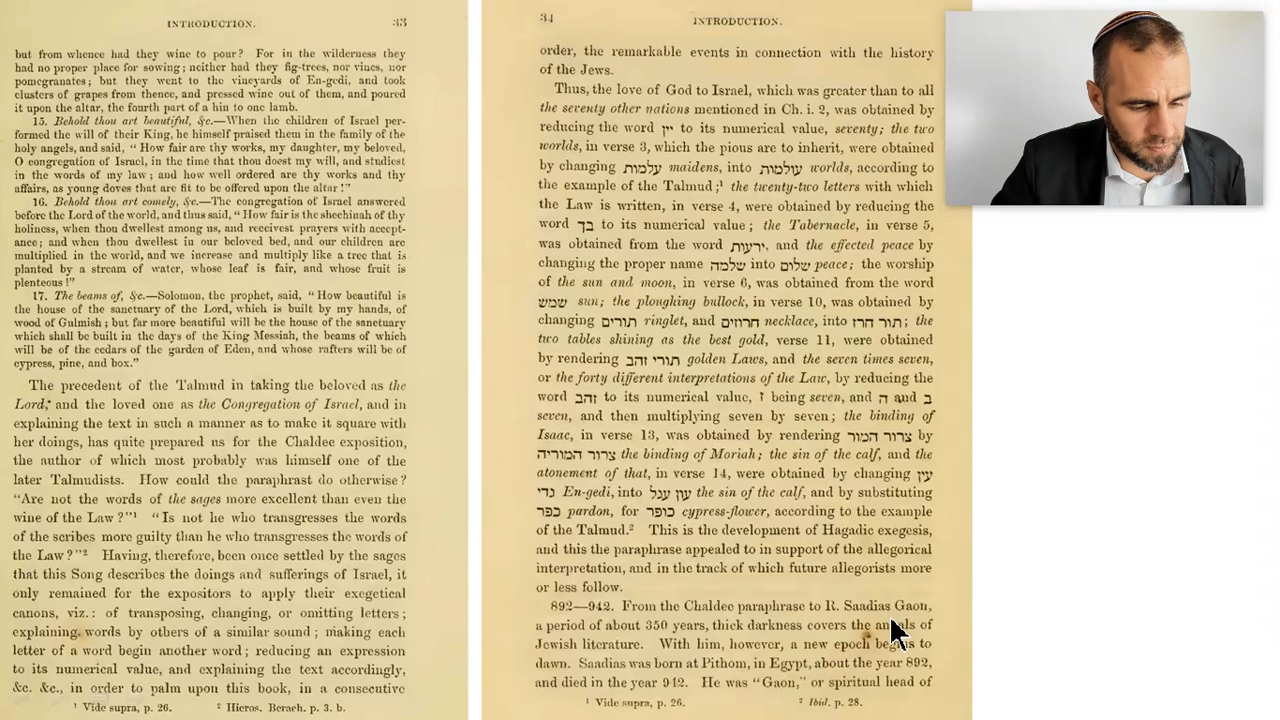 INTRODUCTION. 33
but from whence had they wine to pour? For in the wilderness they
had no proper place for sowing; neither had they fig-trees, nor vines, nor
pomegranates; but they went to the vineyards of En-gedi, and took
clusters of grapes from thence, and pressed wine out of them, and poured
it upon the altar, the fourth part of a hin to one lamb.
15. Behold thou art beautiful, &c.—When the children of Israel per-
formed the will of their King, he himself praised them in the family of the
holy angels, and said, "How fair are thy works, my daughter, my beloved,
O congregation of Israel, in the time that thou doest my will, and studiest
in the words of my law; and how well ordered are thy works and thy
affairs, as young doves that are fit to be offered upon the altar!"
16. Behold thou art comely, &c.—The congregation of Israel answered
before the Lord of the world, and thus said, "How fair is the shechinah of thy
holiness, when thou dwellest among us, and receivest prayers with accept-
ance; and when thou dwellest in our beloved bed, and our children are
multiplied in the world, and we increase and multiply like a tree that is
planted by a stream of water, whose leaf is fair, and whose fruit is
plenteous!"
17. The beams of, &c.—Solomon, the prophet, said, "How beautiful is
the house of the sanctuary of the Lord, which is built by my hands, of
wood of Gulmish; but far more beautiful will be the house of the sanctuary
which shall be built in the days of the King Messiah, the beams of which
will be of the cedars of the garden of Eden, and whose rafters will be of
cypress, pine, and box."
The precedent of the Talmud in taking the beloved as the
Lord, and the loved one as the Congregation of Israel, and in
explaining the text in such a manner as to make it square with
her doings, has quite prepared us for the Chaldee exposition,
the author of which most probably was himself one of the
later Talmudists. How could the paraphrast do otherwise?
"Are not the words of the sages more excellent than even the
wine of the Law?"¹ "Is not he who transgresses the words
of the scribes more guilty than he who transgresses the words of
the Law?"² Having, therefore, been once settled by the sages
that this Song describes the doings and sufferings of Israel, it
only remained for the expositors to apply their exegetical
canons, viz.: of transposing, changing, or omitting letters;
explaining words by others of a similar sound; making each
letter of a word begin another word; reducing an expression
to its numerical value, and explaining the text accordingly,
&c. &c., in order to palm upon this book, in a consecutive
¹ Vide supra, p. 26. ² Hieros. Berach. p. 3. b.
34 INTRODUCTION.
order, the remarkable events in connection with the history
of the Jews.
Thus, the love of God to Israel, which was greater than to all
the seventy other nations mentioned in Ch. i. 2, was obtained by
reducing the word יין to its numerical value, seventy; the two
worlds, in verse 3, which the pious are to inherit, were obtained
by changing עלמות maidens, into עולמות worlds, according to
the example of the Talmud;¹ the twenty-two letters with which
the Law is written, in verse 4, were obtained by reducing the
word בך to its numerical value; the Tabernacle, in verse 5,
was obtained from the word יריעות, and the effected peace by
changing the proper name שלמה into שלום peace; the worship
of the sun and moon, in verse 6, was obtained from the word
שמש sun; the ploughing bullock, in verse 10, was obtained by
changing תורים ringlet, and חרוזים necklace, into תור חרז; the
two tables shining as the best gold, verse 11, were obtained
by rendering תורי זהב golden Laws, and the seven times seven,
or the forty different interpretations of the Law, by reducing the
word זהב to its numerical value, ז being seven, and ה and ב
seven, and then multiplying seven by seven; the binding of
Isaac, in verse 13, was obtained by rendering צרור המור by
צרור המוריה the binding of Moriah; the sin of the calf, and the
atonement of that, in verse 14, were obtained by changing עין
גדי En-gedi, into עון עגל the sin of the calf, and by substituting
כפר pardon, for כופר cypress-flower, according to the example
of the Talmud.² This is the development of Hagadic exegesis,
and this the paraphrase appealed to in support of the allegorical
interpretation, and in the track of which future allegorists more
or less follow.
892—942. From the Chaldee paraphrase to R. Saadias Gaon,
a period of about 350 years, thick darkness covers the annals of
Jewish literature. With him, however, a new epoch begins to
dawn. Saadias was born at Pithom, in Egypt, about the year 892,
and died in the year 942. He was "Gaon," or spiritual head of
¹ Vide supra, p. 26. ² Ibid. p. 28.